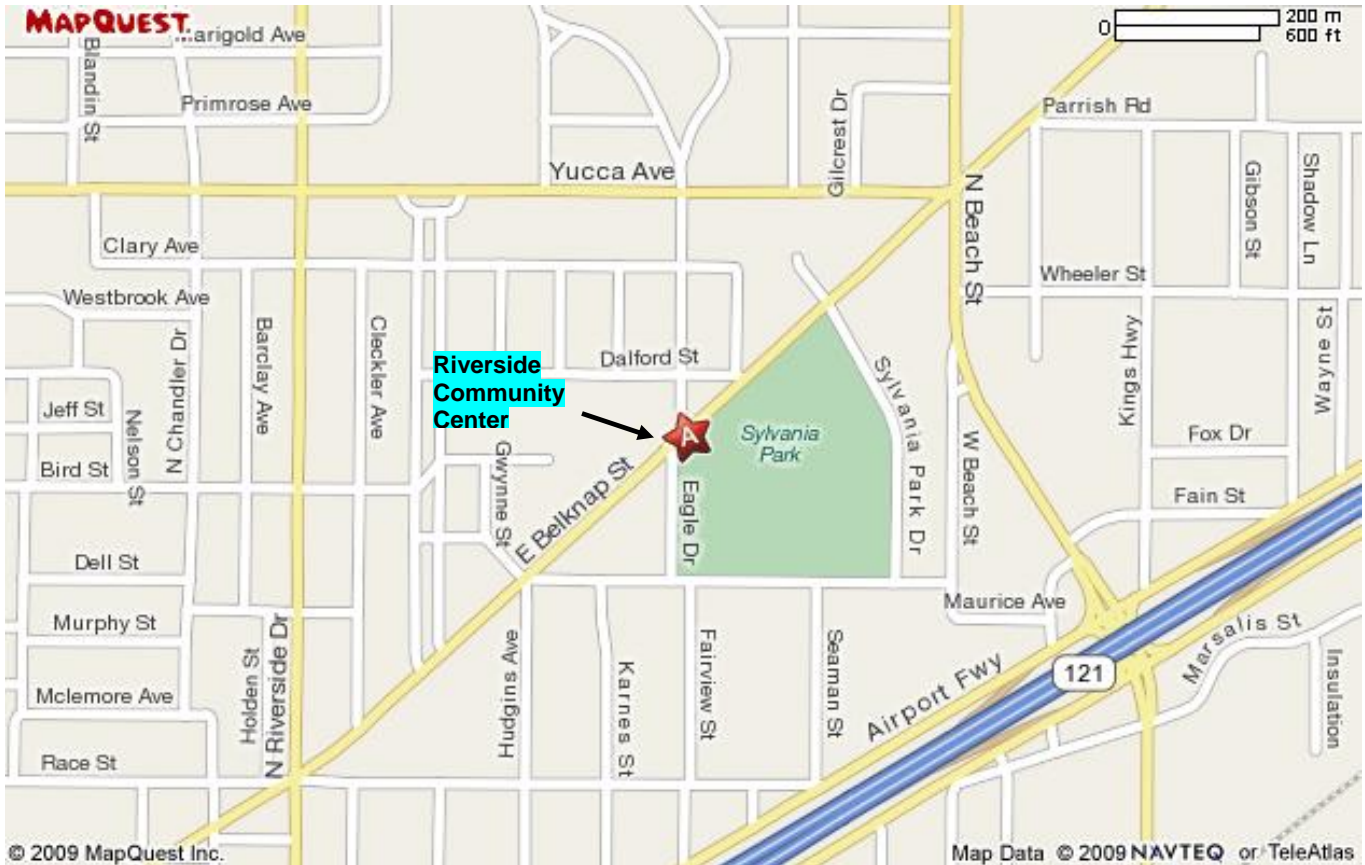 MAPQUEST.
arigold Ave
200 m
0
600 ft
Blandin St
Primrose Ave
Gilcrest Dr
Parrish Rd
Yucca Ave
N Beach St
Gibson St
Shadow Ln
Clary Ave
Wheeler St
Westbrook Ave
N Chandler Dr
Barclay Ave
Cleckler Ave
Kings Hwy
Wayne St
Riverside
Community
Center
Dalford St
Sylvania Park Dr
Jeff St
Nelson St
A
Sylvania
Park
W Beach St
Fox Dr
Bird St
Gwynne St
E Belknap St
Eagle Dr
Fain St
Dell St
Maurice Ave
Murphy St
Holden St
N Riverside Dr
Hudgins Ave
Karnes St
Fairview St
Seaman St
Airport Fwy
121
Marsalis St
Insulation
Mclemore Ave
Race St
© 2009 MapQuest Inc.
Map Data © 2009 NAVTEQ or TeleAtlas